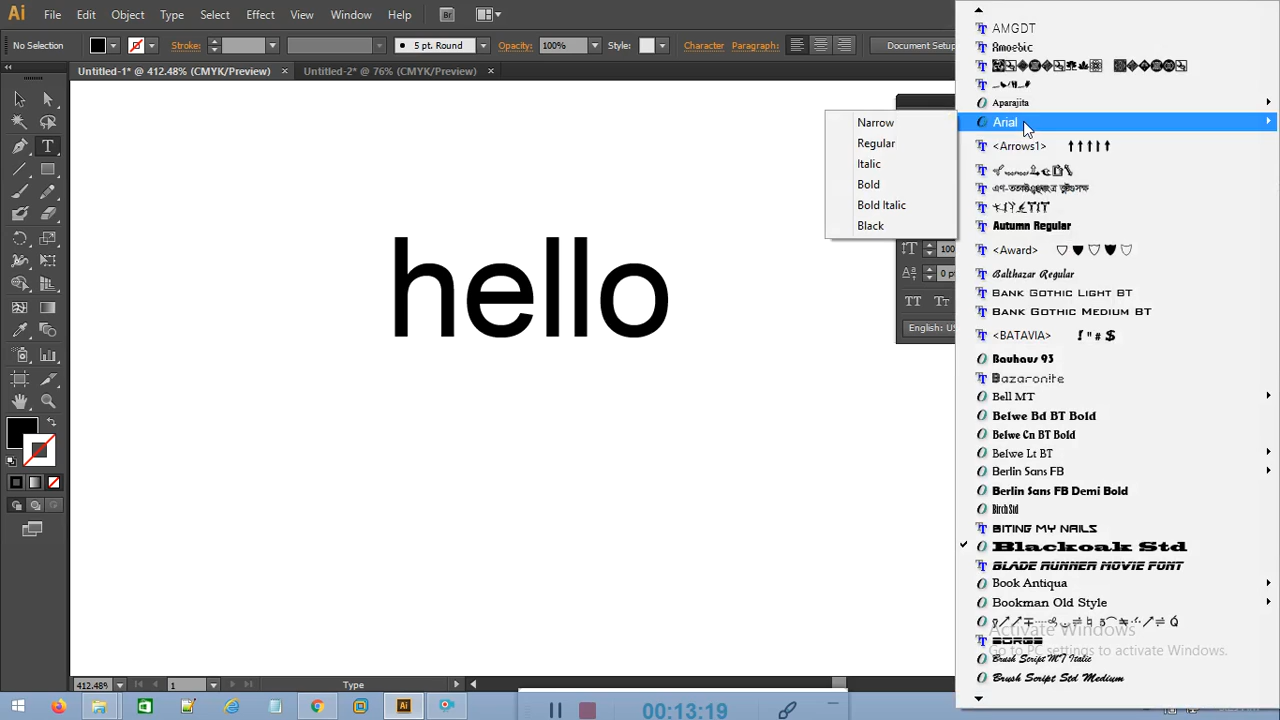 Ai File Edit Object Type Select Effect View Window Help Br
No Selection Stroke: 5 pt. Round Opacity: 100% Style: Character Paragraph: Document Setup
Untitled-1* @ 412.48% (CMYK/Preview) × Untitled-2* @ 76% (CMYK/Preview) ×
AMGDT
Amoebic
Aparajita
Arial
Narrow
Regular
Italic
Bold
Bold Italic
Black
<Arrows1>
Autumn Regular
<Award>
Balthazar Regular
Bank Gothic Light BT
Bank Gothic Medium BT
<BATAVIA> ! " # $
Bauhaus 93
Bazaronite
Bell MT
Belwe Bd BT Bold
Belwe Cn BT Bold
Belwe Lt BT
Berlin Sans FB
Berlin Sans FB Demi Bold
Birch Std
BITING MY NAILS
Blackoak Std
BLADE RUNNER MOVIE FONT
Book Antiqua
Bookman Old Style
BORGS
Brush Script MT Italic
Brush Script Std Medium
100
0 p
TT Tr
English: US
hello
Activate Windows
Go to PC settings to activate Windows.
412.48% 1 Type
00:13:19